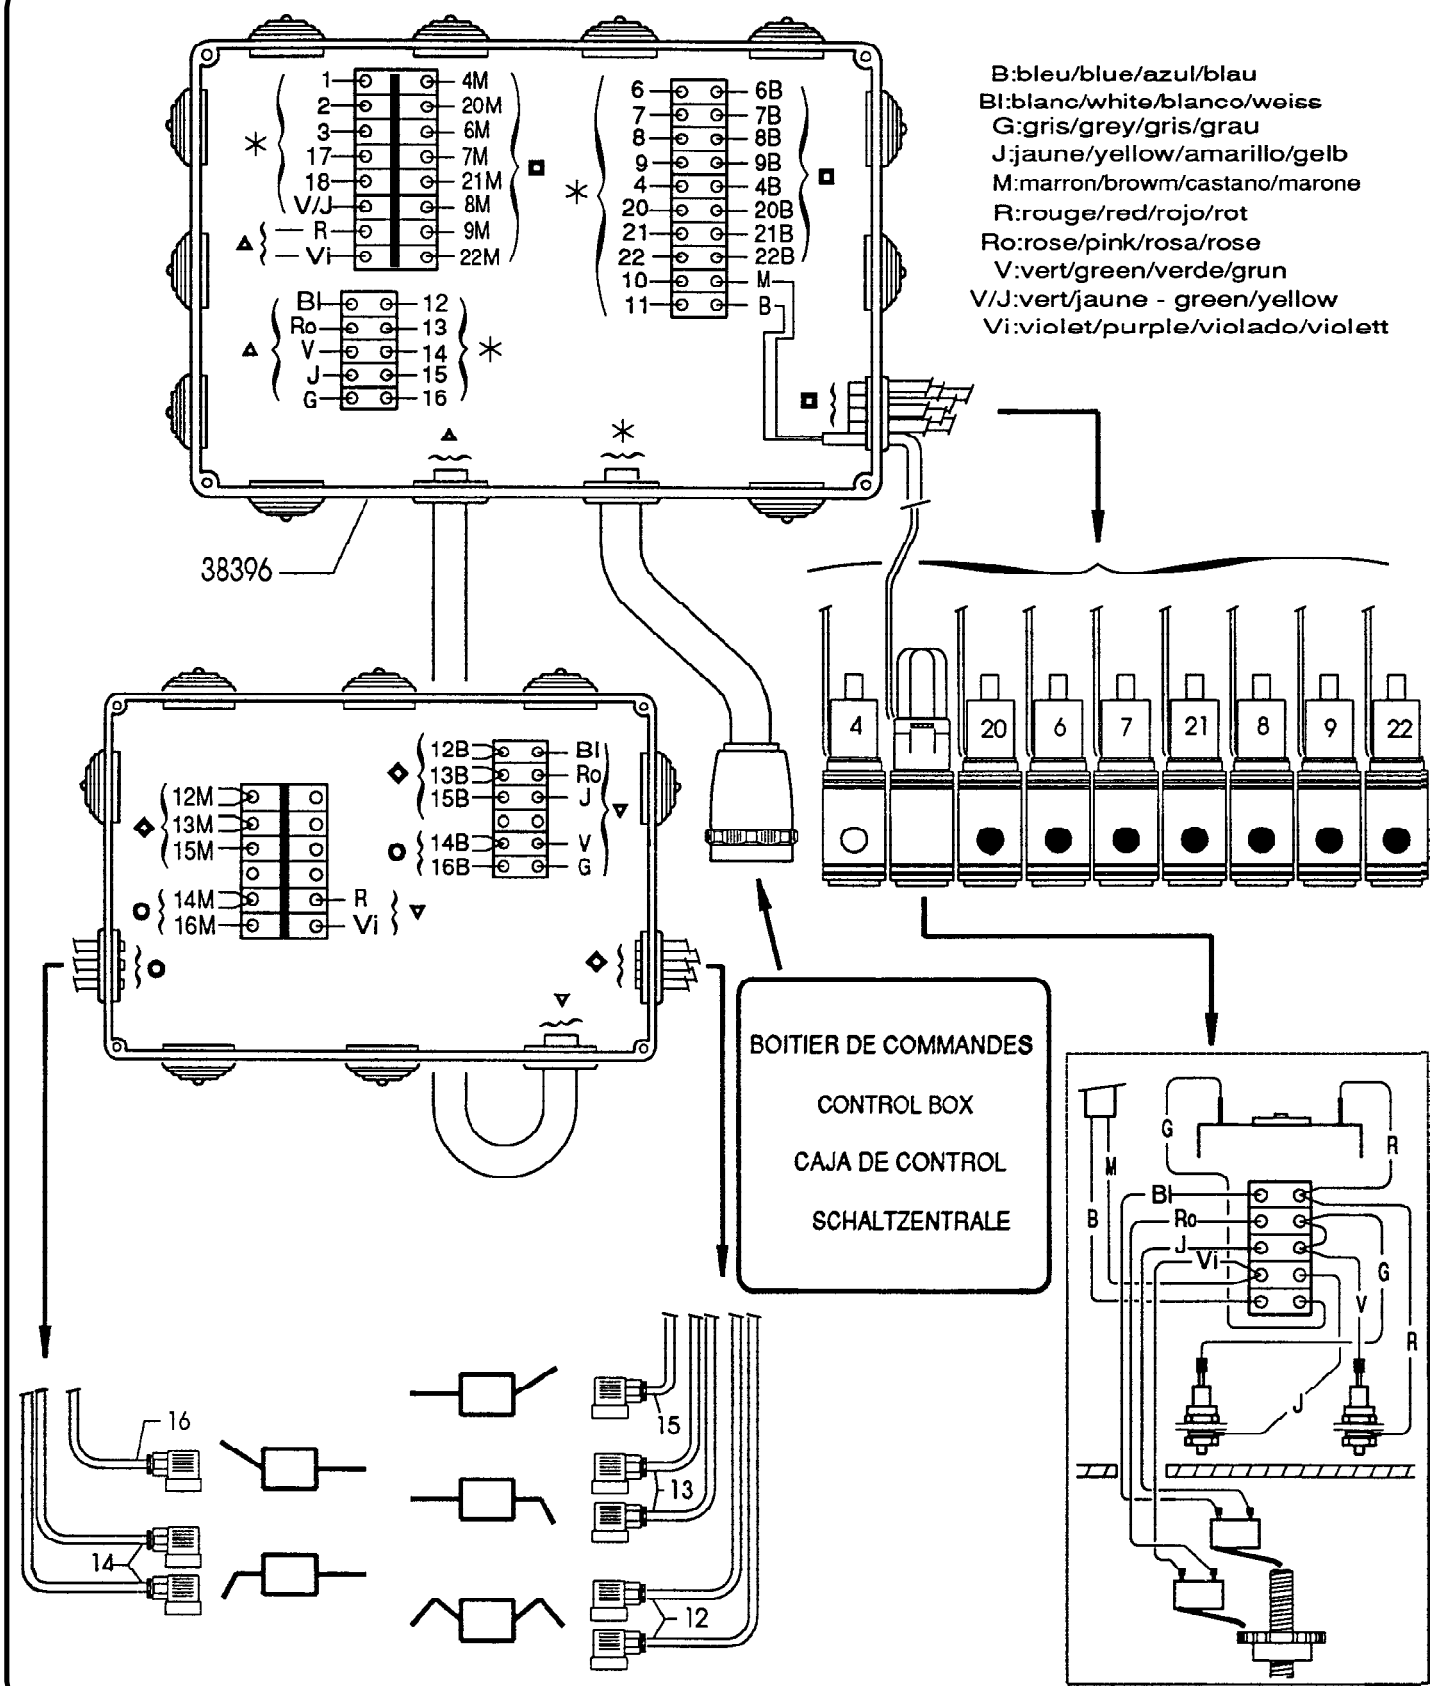 1 4M
2 20M
3 6M
17 7M
18 21M
V/J 8M
R 9M
Vi 22M
Bl 12
Ro 13
V 14
J 15
G 16
6 6B
7 7B
8 8B
9 9B
4 4B
20 20B
21 21B
22 22B
10 M
11 B
B:bleu/blue/azul/blau
Bl:blanc/white/blanco/weiss
G:gris/grey/gris/grau
J:jaune/yellow/amarillo/gelb
M:marron/browm/castano/marone
R:rouge/red/rojo/rot
Ro:rose/pink/rosa/rose
V:vert/green/verde/grun
V/J:vert/jaune - green/yellow
Vi:violet/purple/violado/violett
38396
4 20 6 7 21 8 9 22
12B Bl
13B Ro
15B J
14B V
16B G
12M
13M
15M
14M R
16M Vi
BOITIER DE COMMANDES
CONTROL BOX
CAJA DE CONTROL
SCHALTZENTRALE
G
R
M
B
Bl
Ro
J
Vi
G
V
R
J
16
14
15
13
12